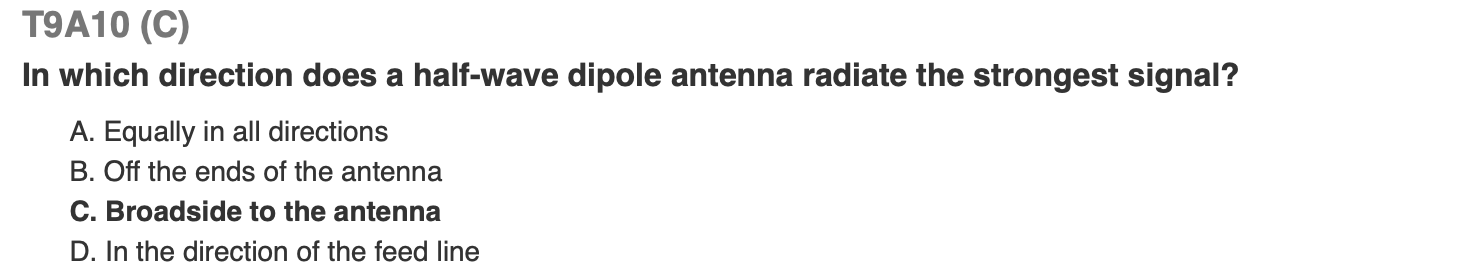 T9A10 (C)
In which direction does a half-wave dipole antenna radiate the strongest signal?
A. Equally in all directions
B. Off the ends of the antenna
C. Broadside to the antenna
D. In the direction of the feed line